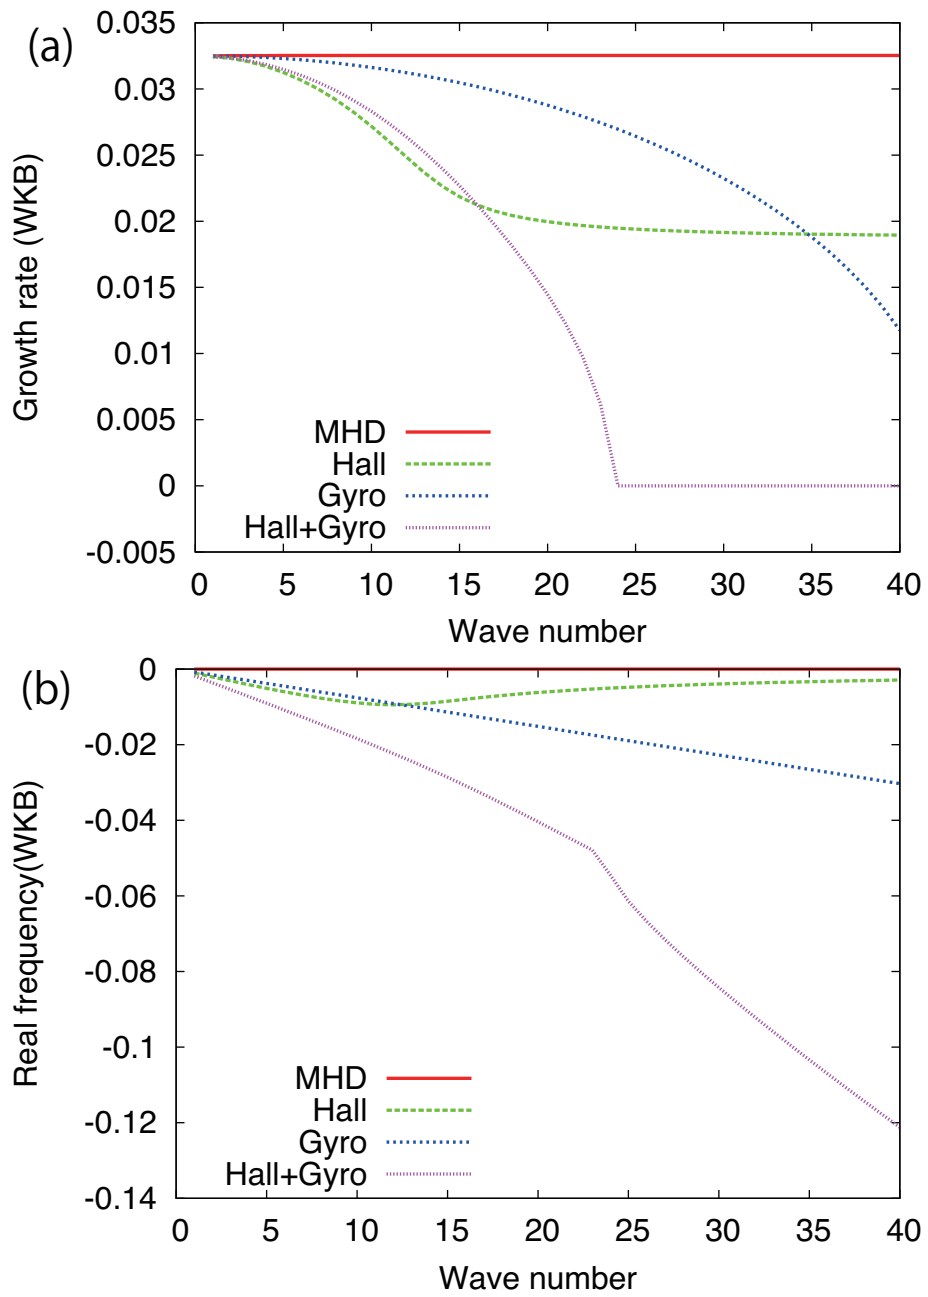 (a)
0.035
0.03
0.025
0.02
0.015
0.01
0.005
0
-0.005
Growth rate (WKB)
MHD
Hall
Gyro
Hall+Gyro
0 5 10 15 20 25 30 35 40
Wave number
(b)
0
-0.02
-0.04
-0.06
-0.08
-0.1
-0.12
-0.14
Real frequency(WKB)
MHD
Hall
Gyro
Hall+Gyro
0 5 10 15 20 25 30 35 40
Wave number